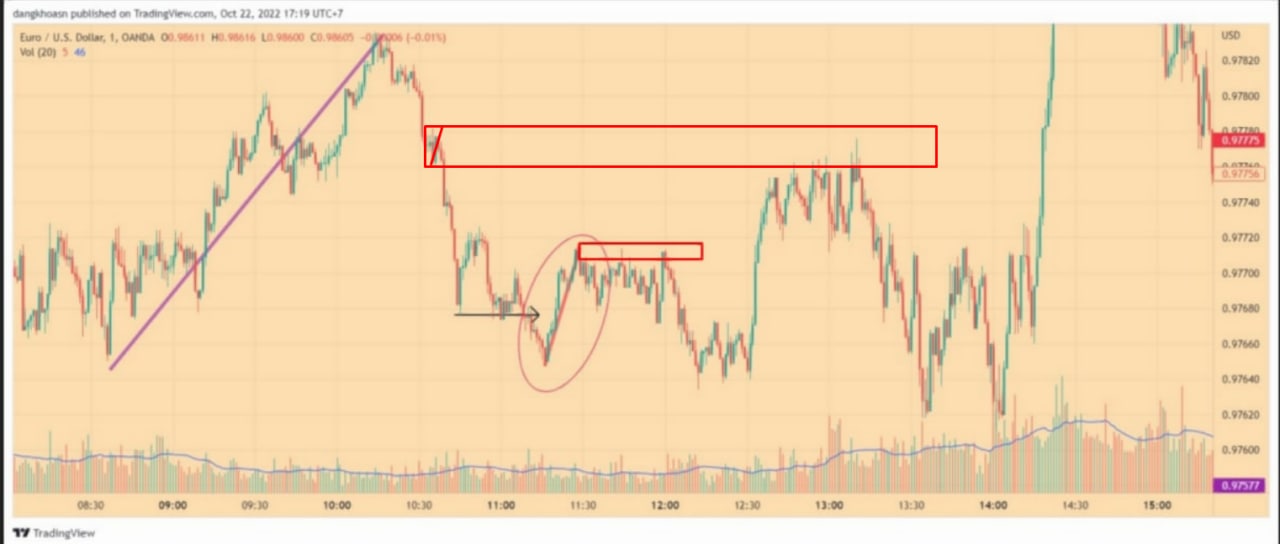 dangkhoasn published on TradingView.com, Oct 22, 2022 17:19 UTC+7
Euro / U.S. Dollar, 1, OANDA O0.98611 H0.98616 L0.98600 C0.98605 (-0.01%)
Vol (20) 5 46
USD
0.97820
0.97800
0.97780
0.97775
0.97760
0.97756
0.97740
0.97720
0.97700
0.97680
0.97660
0.97640
0.97620
0.97600
0.97577
08:30 09:00 09:30 10:00 10:30 11:00 11:30 12:00 12:30 13:00 13:30 14:00 14:30 15:00
TradingView